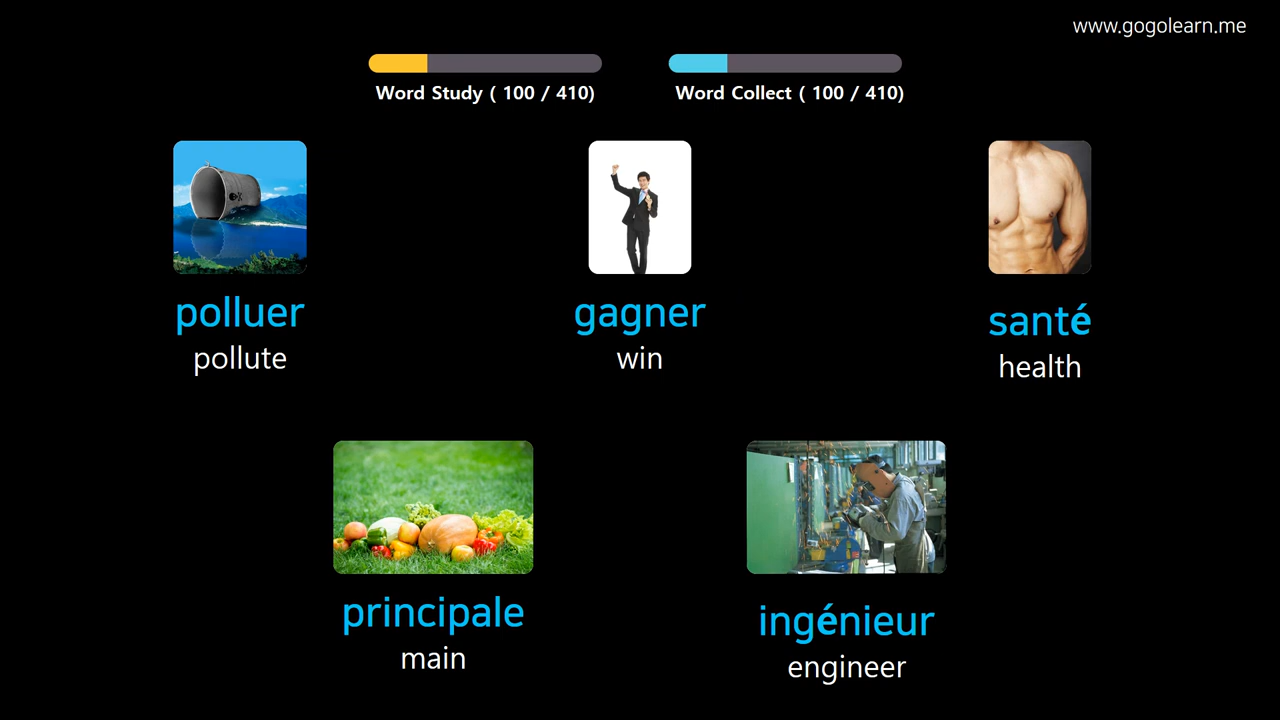 www.gogolearn.me
Word Study ( 100 / 410)
Word Collect ( 100 / 410)
polluer
pollute
gagner
win
santé
health
principale
main
ingénieur
engineer